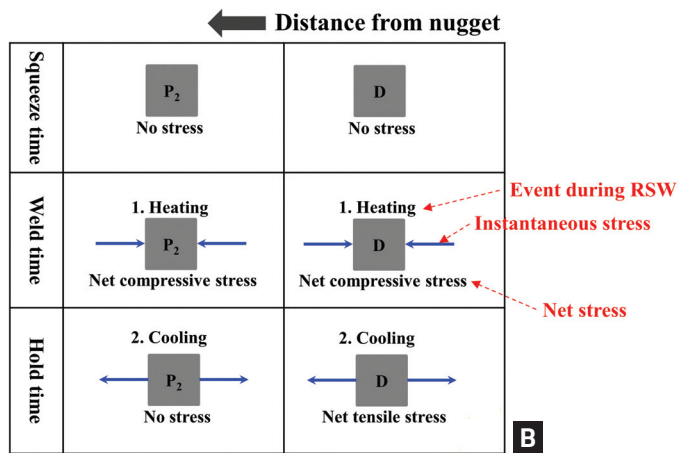 Distance from nugget
Squeeze time
P2
No stress
D
No stress
Weld time
1. Heating
P2
Net compressive stress
1. Heating
D
Net compressive stress
Event during RSW
Instantaneous stress
Net stress
Hold time
2. Cooling
P2
No stress
2. Cooling
D
Net tensile stress
B